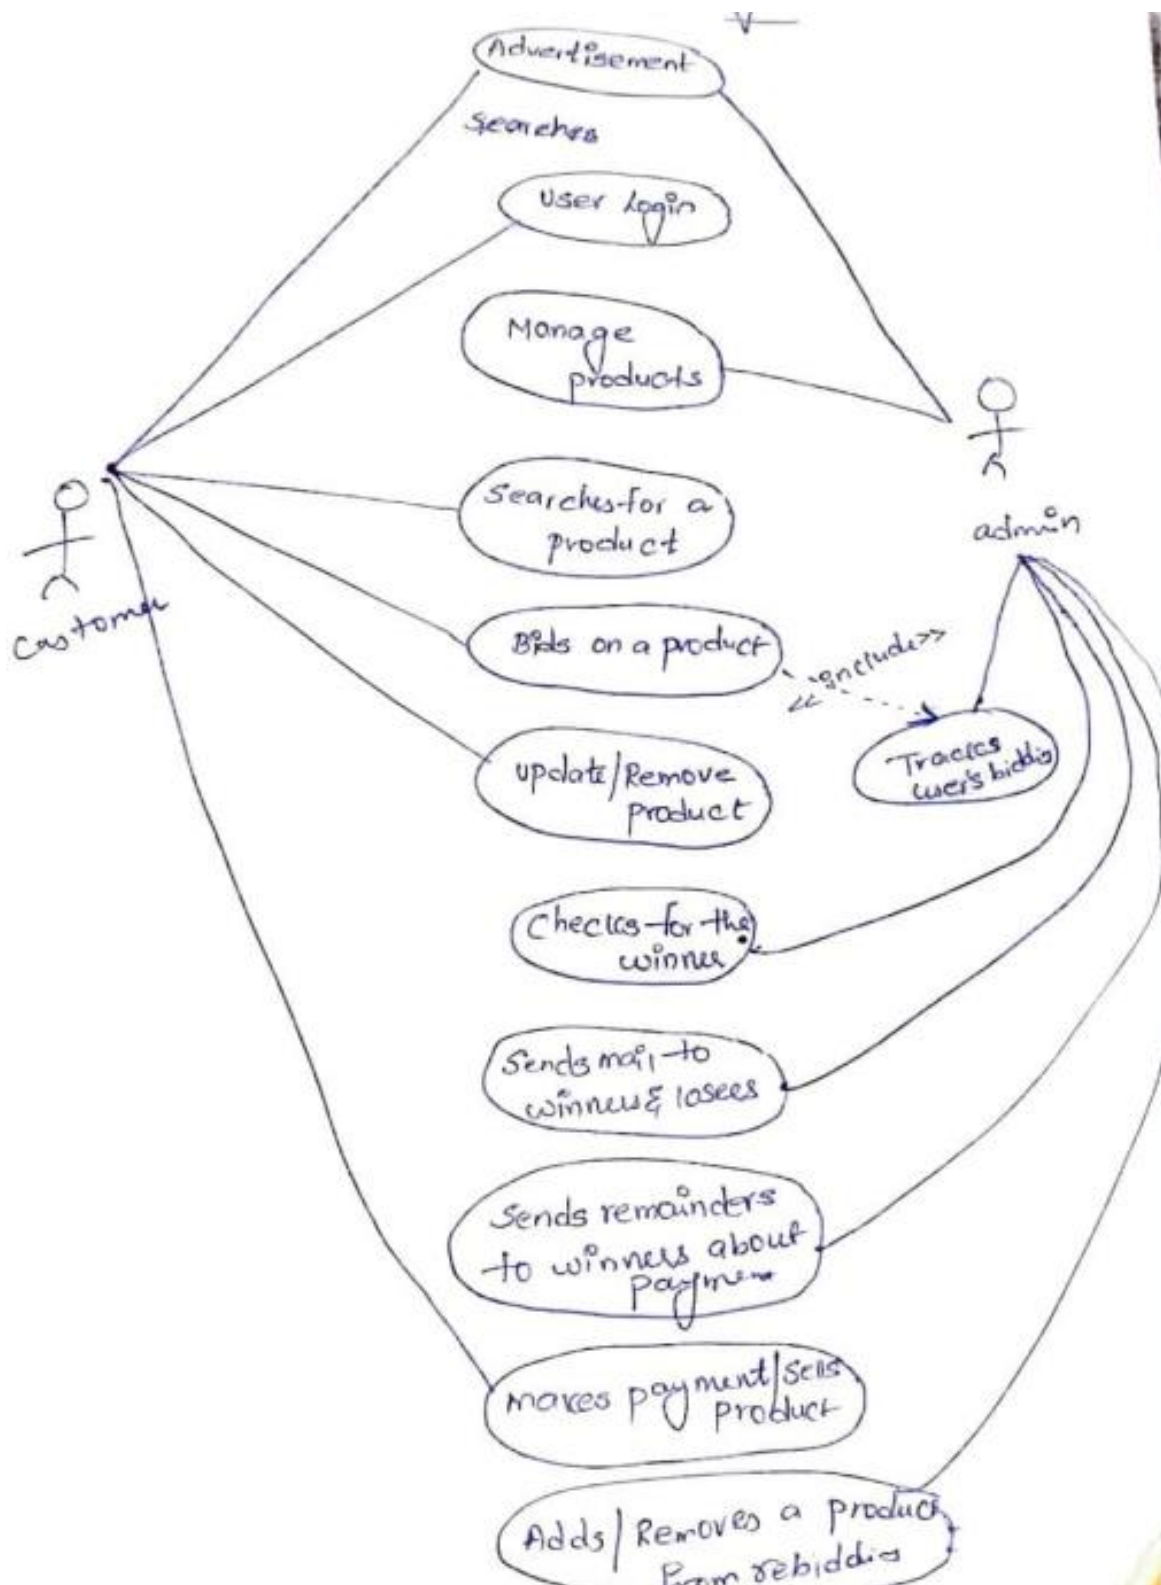 Advertisement
Searches
User Login
Manage
products
Searches for a
product
admin
Customer
Bids on a product
<<include>>
update/Remove
product
Tracks
user's bidding
Checks for the
winner
Sends mail to
winners & losees
Sends remainders
to winners about
payment
makes payment/sells
product
Adds/Removes a product
from rebidding